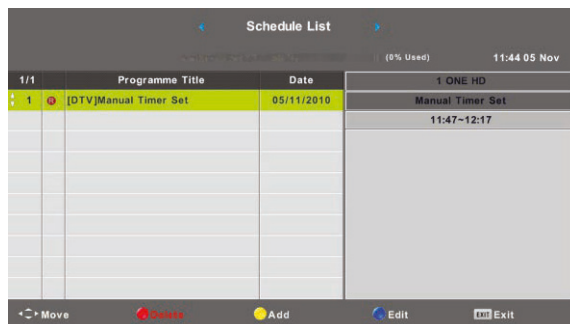 Schedule List
(0% Used) 11:44 05 Nov
1/1 Programme Title Date 1 ONE HD
1 [DTV]Manual Timer Set 05/11/2010 Manual Timer Set
11:47~12:17
Move Delete Add Edit EXIT Exit